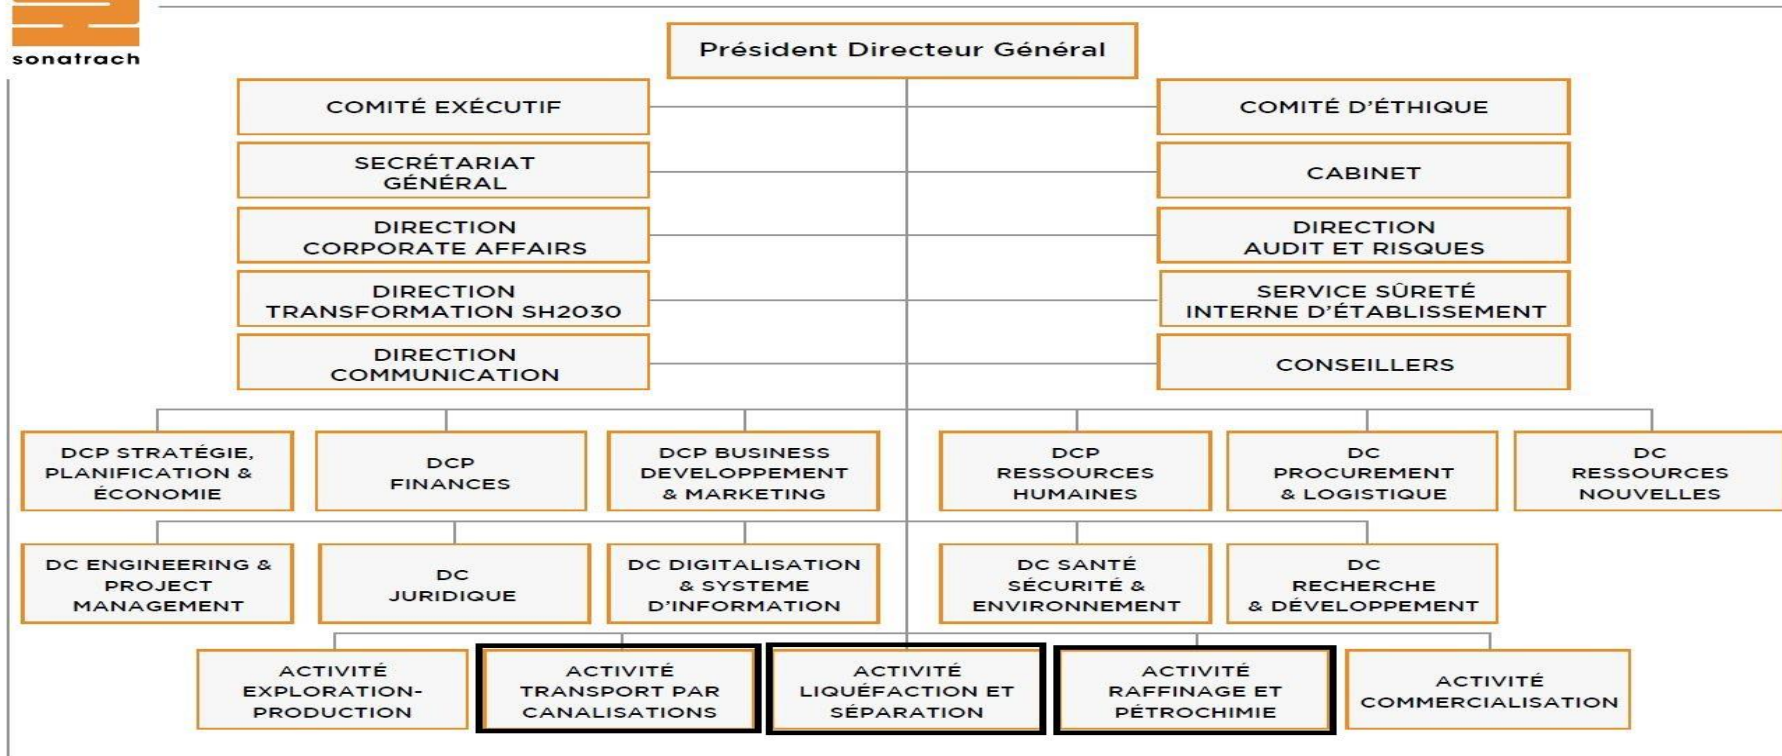 sonatrach
Président Directeur Général
COMITÉ EXÉCUTIF
COMITÉ D'ÉTHIQUE
SECRÉTARIAT
GÉNÉRAL
CABINET
DIRECTION
CORPORATE AFFAIRS
DIRECTION
AUDIT ET RISQUES
DIRECTION
TRANSFORMATION SH2030
SERVICE SÛRETÉ
INTERNE D'ÉTABLISSEMENT
DIRECTION
COMMUNICATION
CONSEILLERS
DCP STRATÉGIE,
PLANIFICATION &
ÉCONOMIE
DCP
FINANCES
DCP BUSINESS
DEVELOPPEMENT
& MARKETING
DCP
RESSOURCES
HUMAINES
DC
PROCUREMENT
& LOGISTIQUE
DC
RESSOURCES
NOUVELLES
DC ENGINEERING &
PROJECT
MANAGEMENT
DC
JURIDIQUE
DC DIGITALISATION
& SYSTEME
D'INFORMATION
DC SANTÉ
SÉCURITÉ &
ENVIRONNEMENT
DC
RECHERCHE
& DÉVELOPPEMENT
ACTIVITÉ
EXPLORATION-
PRODUCTION
ACTIVITÉ
TRANSPORT PAR
CANALISATIONS
ACTIVITÉ
LIQUÉFACTION ET
SÉPARATION
ACTIVITÉ
RAFFINAGE ET
PÉTROCHIMIE
ACTIVITÉ
COMMERCIALISATION